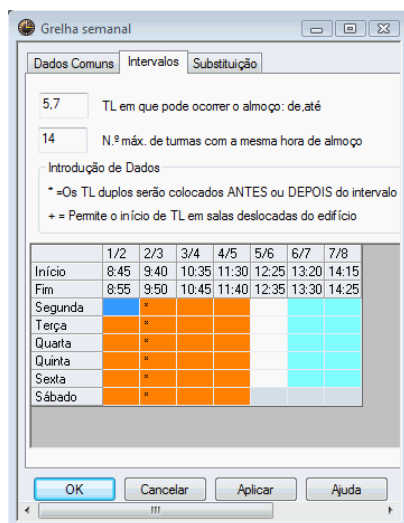 Grelha semanal
Dados Comuns Intervalos Substituição
5,7 TL em que pode ocorrer o almoço: de,até
14 N.º máx. de turmas com a mesma hora de almoço
Introdução de Dados
* =Os TL duplos serão colocados ANTES ou DEPOIS do intervalo
+ = Permite o início de TL em salas deslocadas do edifício
1/2 2/3 3/4 4/5 5/6 6/7 7/8
Início 8:45 9:40 10:35 11:30 12:25 13:20 14:15
Fim 8:55 9:50 10:45 11:40 12:35 13:30 14:25
Segunda *
Terça *
Quarta *
Quinta *
Sexta *
Sábado *
OK Cancelar Aplicar Ajuda